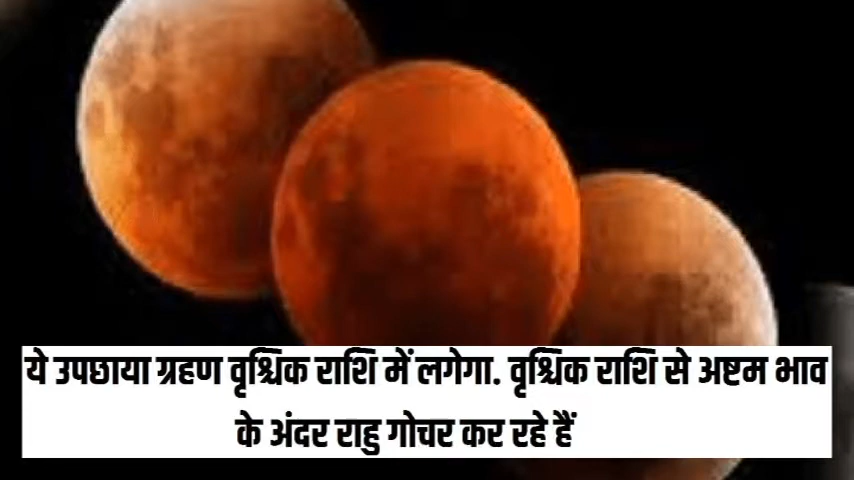 ये उपछाया ग्रहण वृश्चिक राशि में लगेगा. वृश्चिक राशि से अष्टम भाव
के अंदर राहु गोचर कर रहे हैं